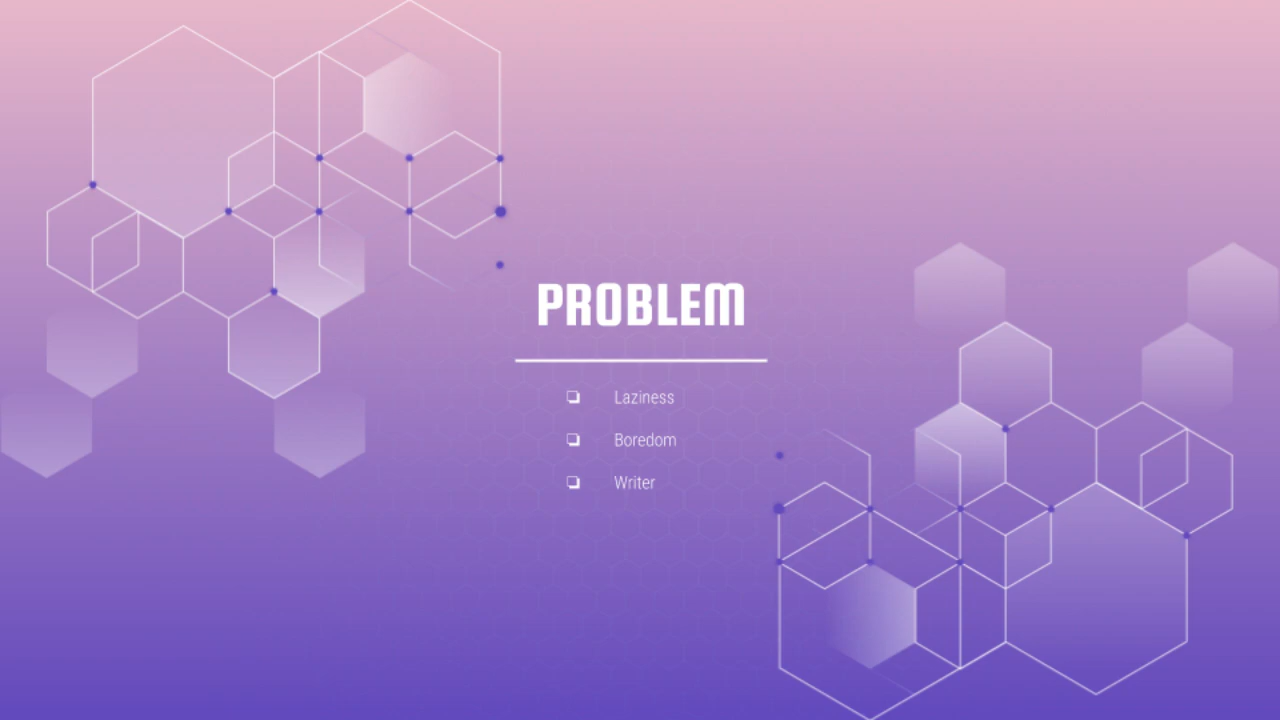 PROBLEM
❑ Laziness
❑ Boredom
❑ Writer